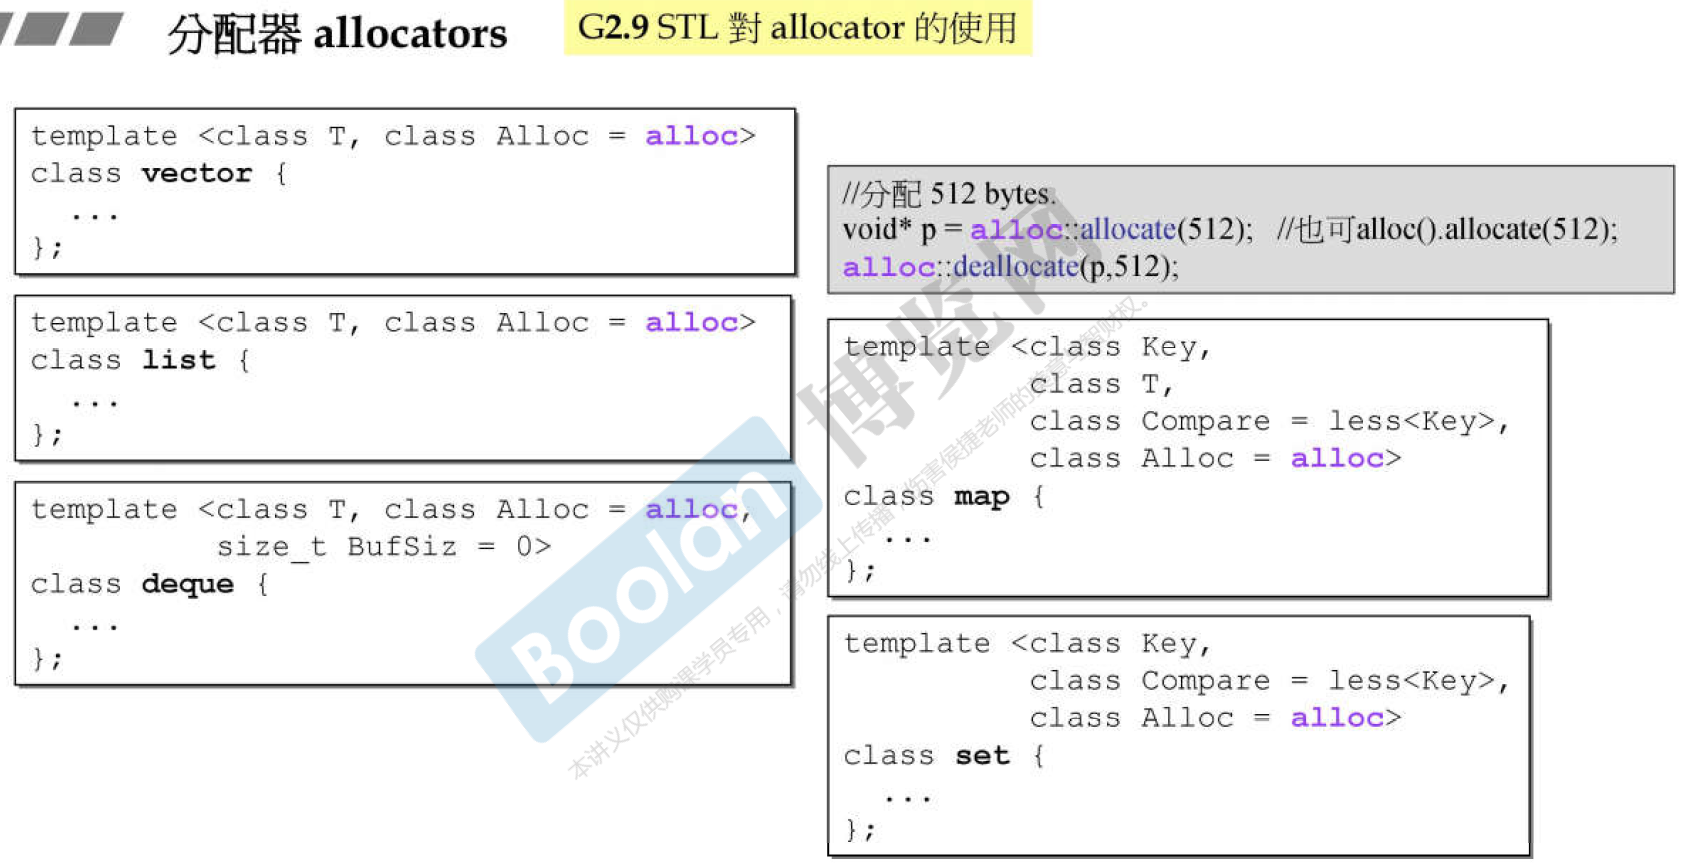 分配器 allocators
G2.9 STL 對 allocator 的使用
template <class T, class Alloc = alloc>
class vector {
...
};
template <class T, class Alloc = alloc>
class list {
...
};
template <class T, class Alloc = alloc,
size_t BufSiz = 0>
class deque {
...
};
//分配 512 bytes.
void* p = alloc::allocate(512); //也可alloc().allocate(512);
alloc::deallocate(p,512);
template <class Key,
class T,
class Compare = less<Key>,
class Alloc = alloc>
class map {
...
};
template <class Key,
class Compare = less<Key>,
class Alloc = alloc>
class set {
...
};
Boolan 博览网
本讲义仅供购课学员专用，请勿线上传播，伤害侯捷老师的